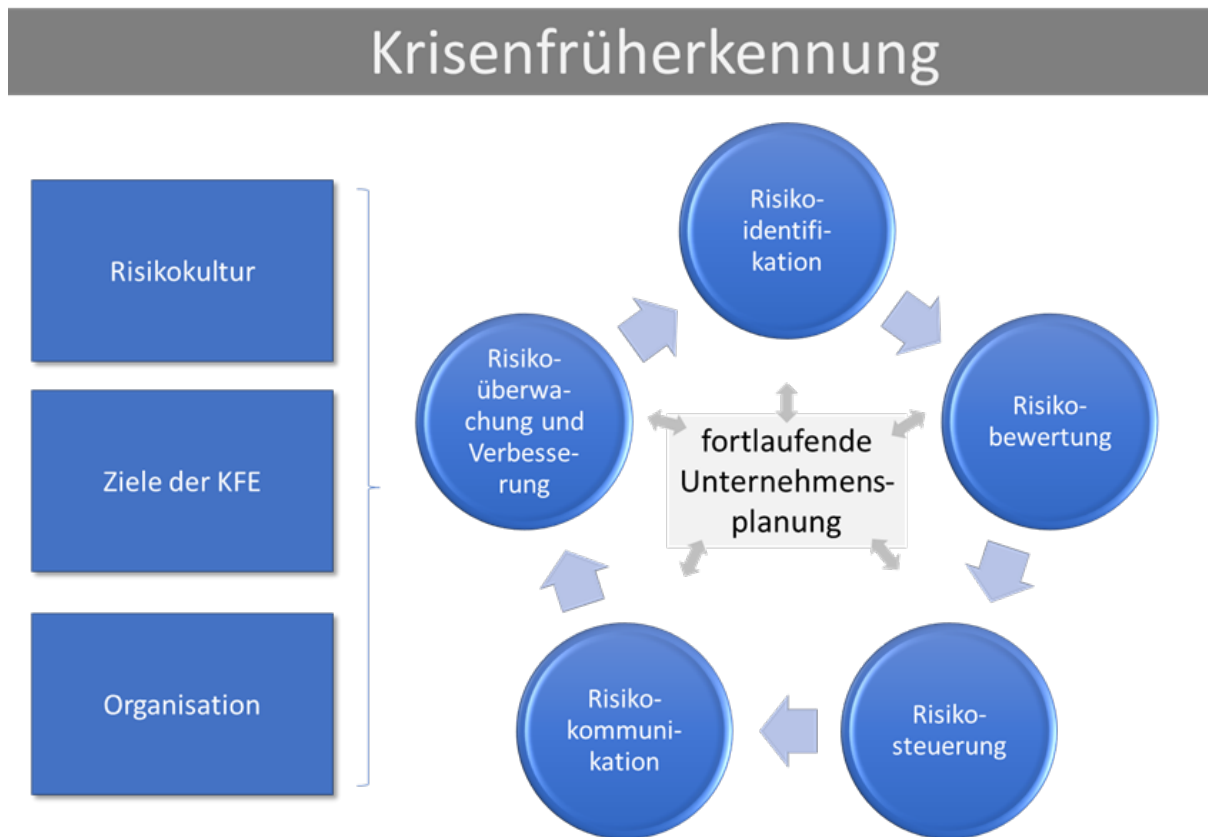 Krisenfrüherkennung
Risikokultur
Ziele der KFE
Organisation
Risiko-
identifi-
kation
Risiko-
bewertung
Risiko-
steuerung
Risiko-
kommuni-
kation
Risiko-
überwa-
chung und
Verbesse-
rung
fortlaufende
Unternehmens-
planung